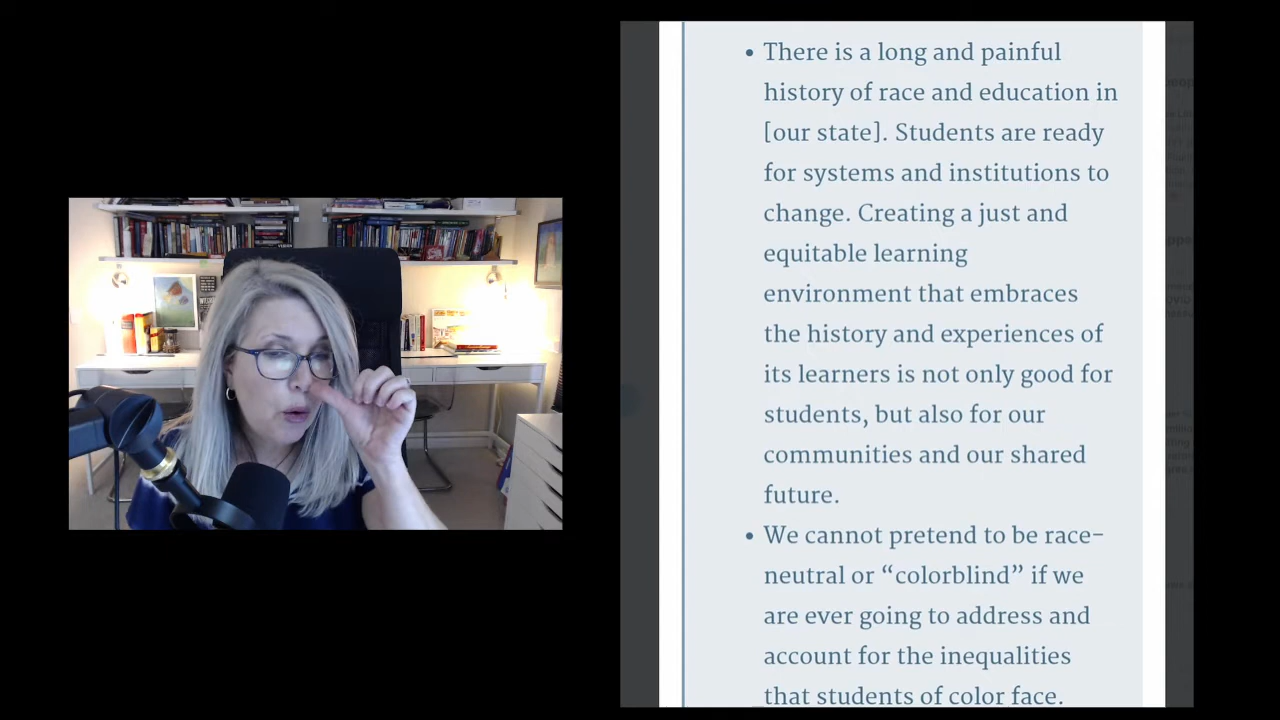 • There is a long and painful
history of race and education in
[our state]. Students are ready
for systems and institutions to
change. Creating a just and
equitable learning
environment that embraces
the history and experiences of
its learners is not only good for
students, but also for our
communities and our shared
future.
• We cannot pretend to be race-
neutral or “colorblind” if we
are ever going to address and
account for the inequalities
that students of color face.